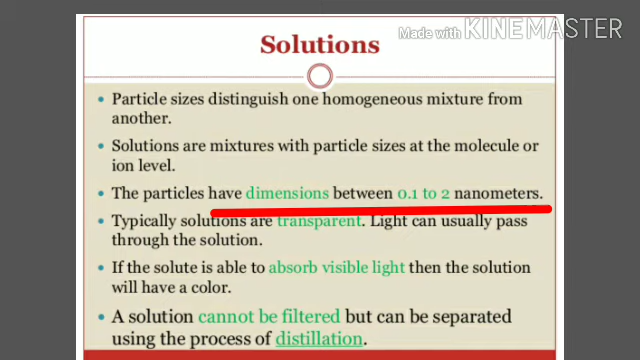 Made with KINEMASTER
Solutions
• Particle sizes distinguish one homogeneous mixture from
another.
• Solutions are mixtures with particle sizes at the molecule or
ion level.
• The particles have dimensions between 0.1 to 2 nanometers.
• Typically solutions are transparent. Light can usually pass
through the solution.
• If the solute is able to absorb visible light then the solution
will have a color.
• A solution cannot be filtered but can be separated
using the process of distillation.